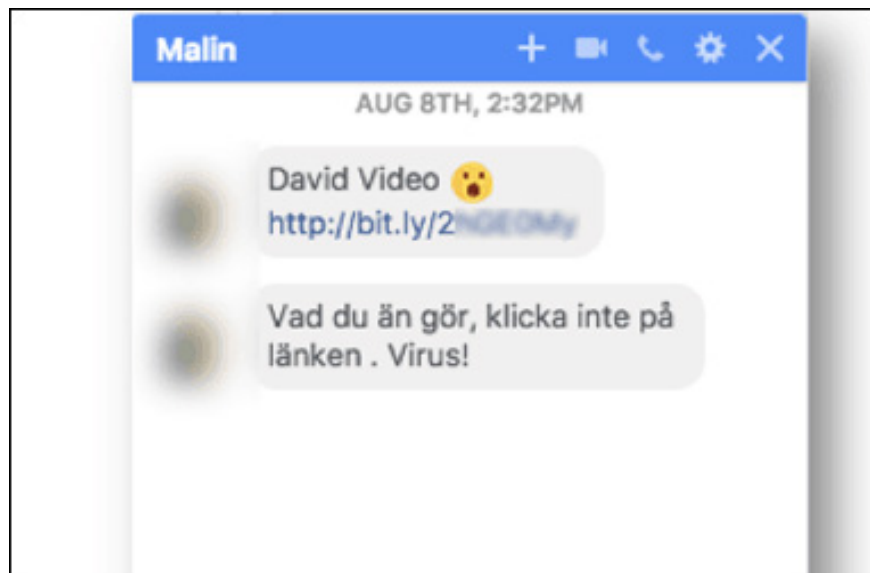 Malin
AUG 8TH, 2:32PM
David Video 😮
http://bit.ly/2
Vad du än gör, klicka inte på
länken . Virus!